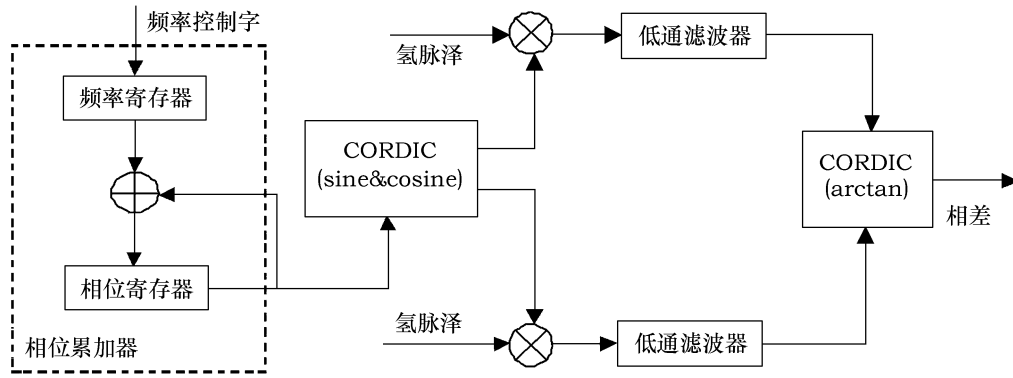 频率控制字
频率寄存器
相位寄存器
相位累加器
CORDIC
(sine&cosine)
氢脉泽
低通滤波器
氢脉泽
低通滤波器
CORDIC
(arctan)
相差